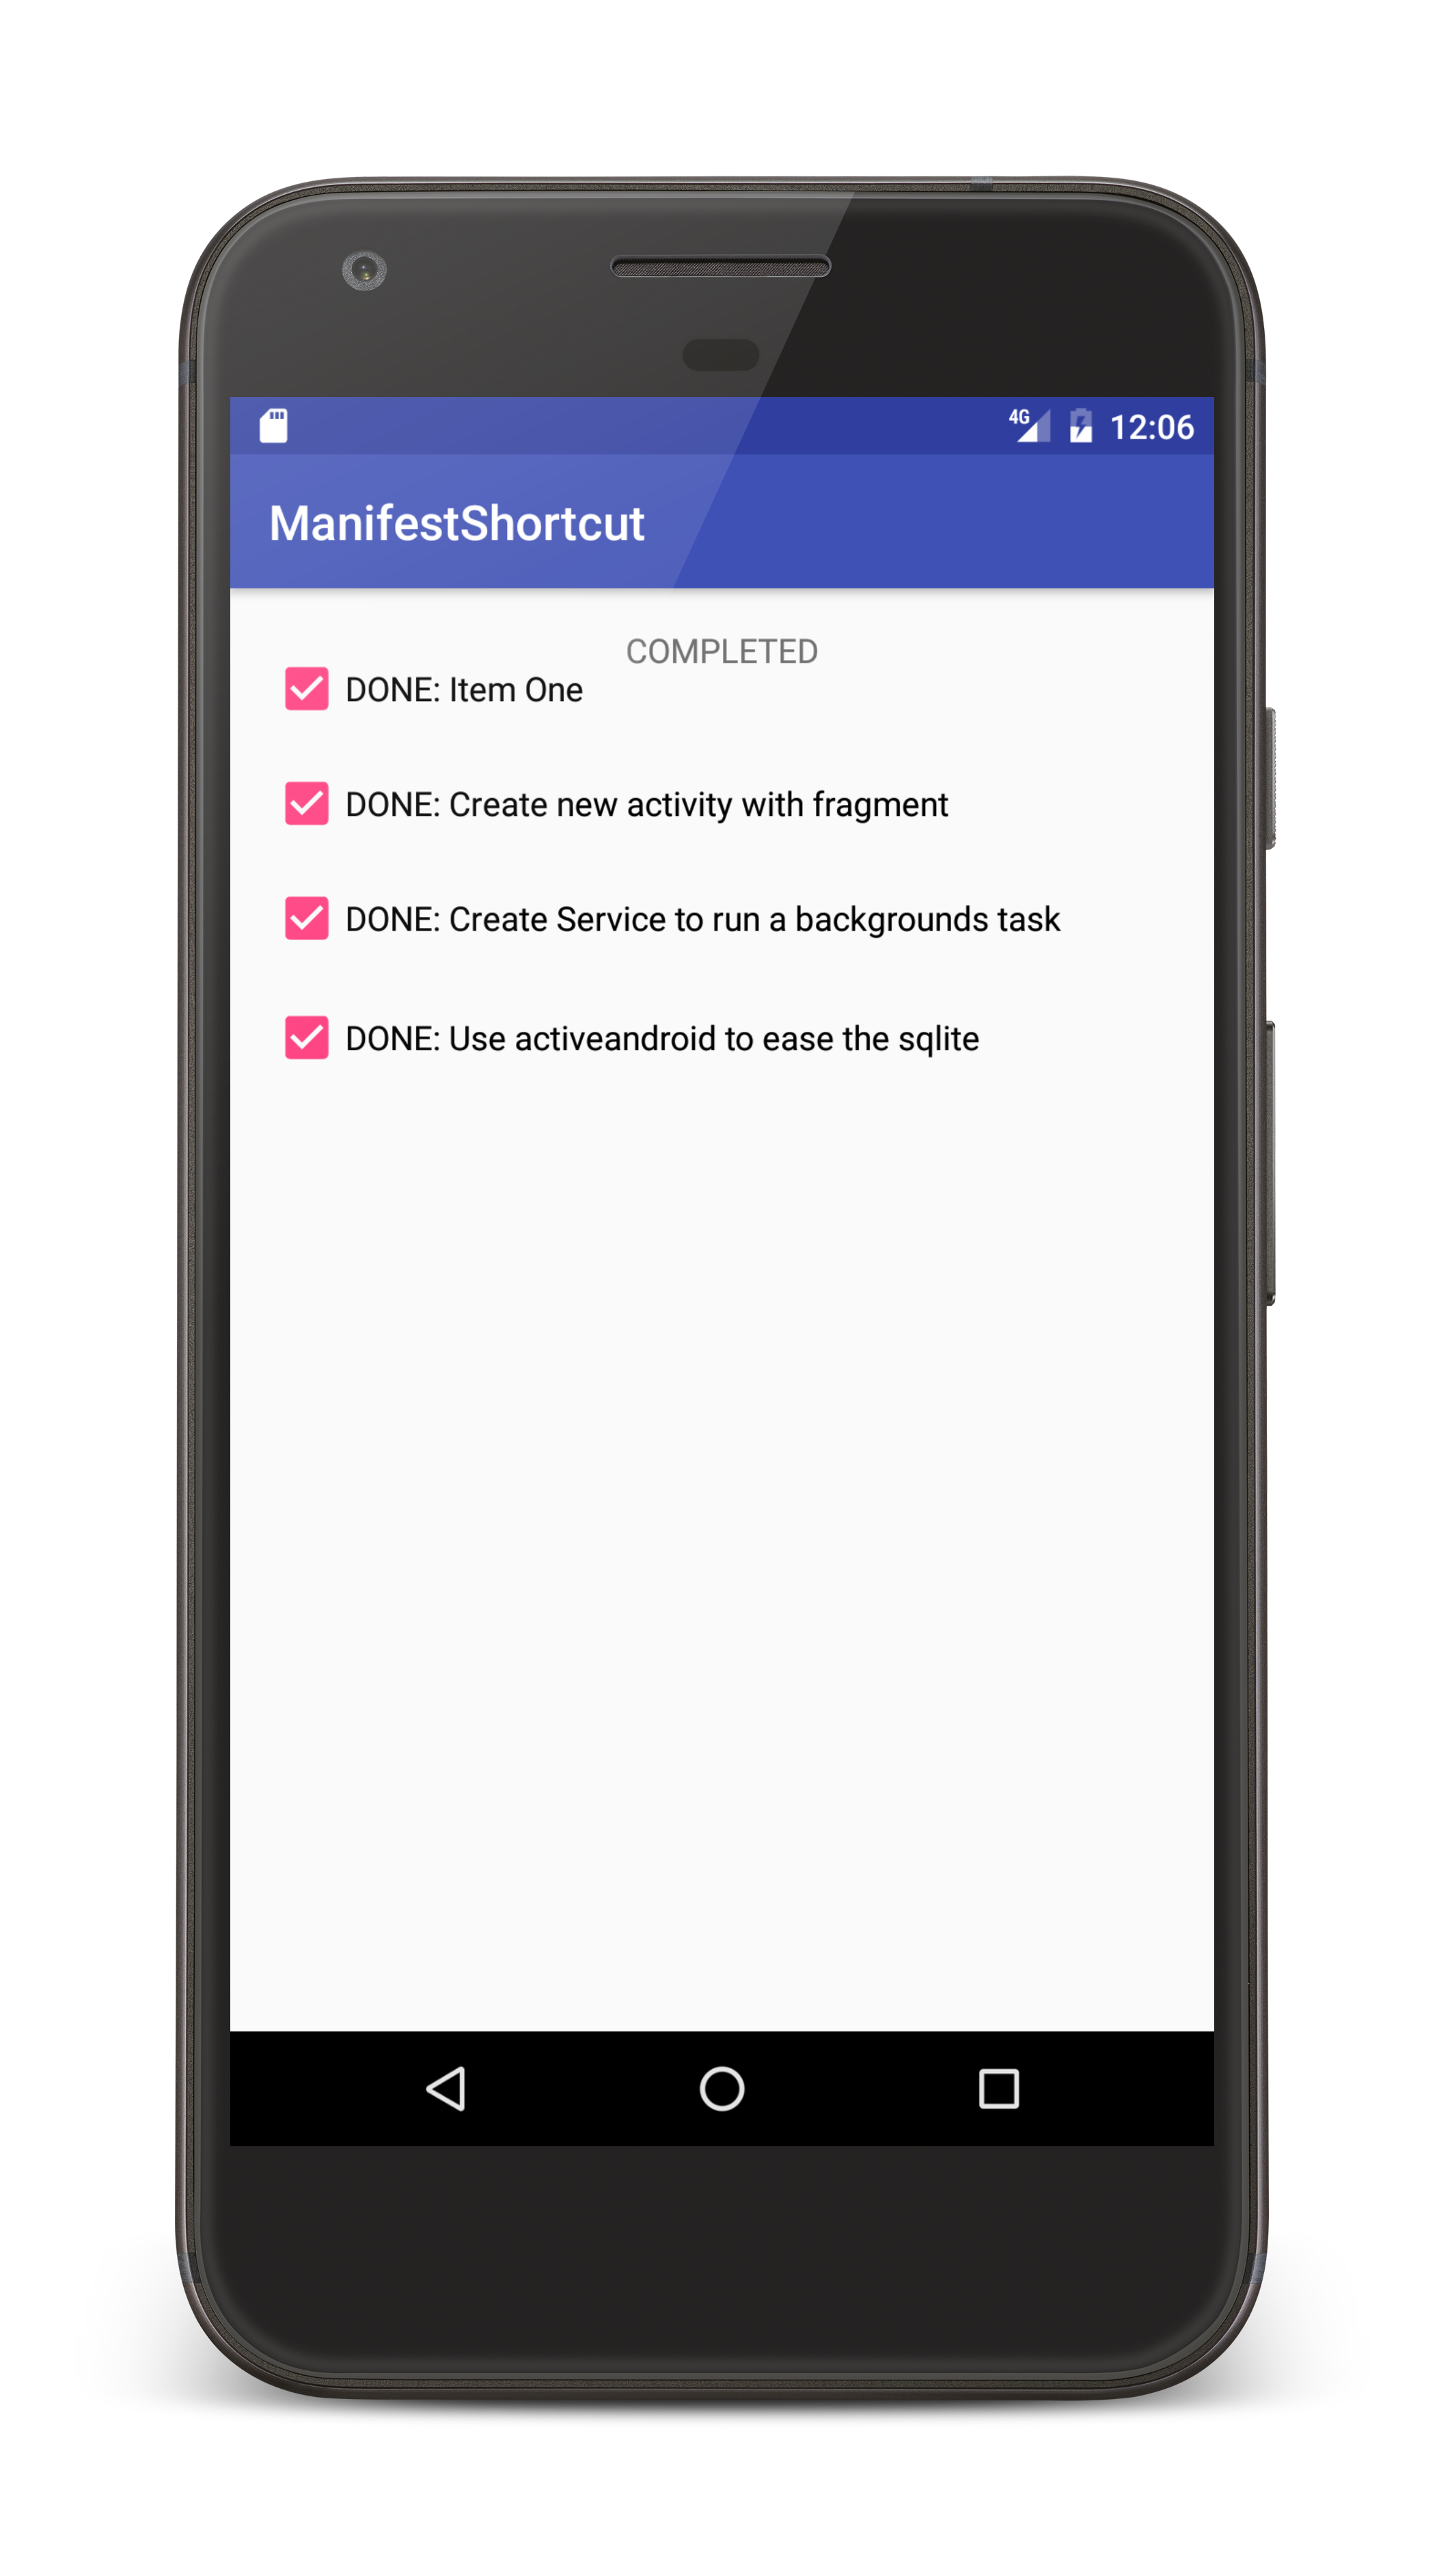 4G 12:06
ManifestShortcut
COMPLETED
DONE: Item One
DONE: Create new activity with fragment
DONE: Create Service to run a backgrounds task
DONE: Use activeandroid to ease the sqlite